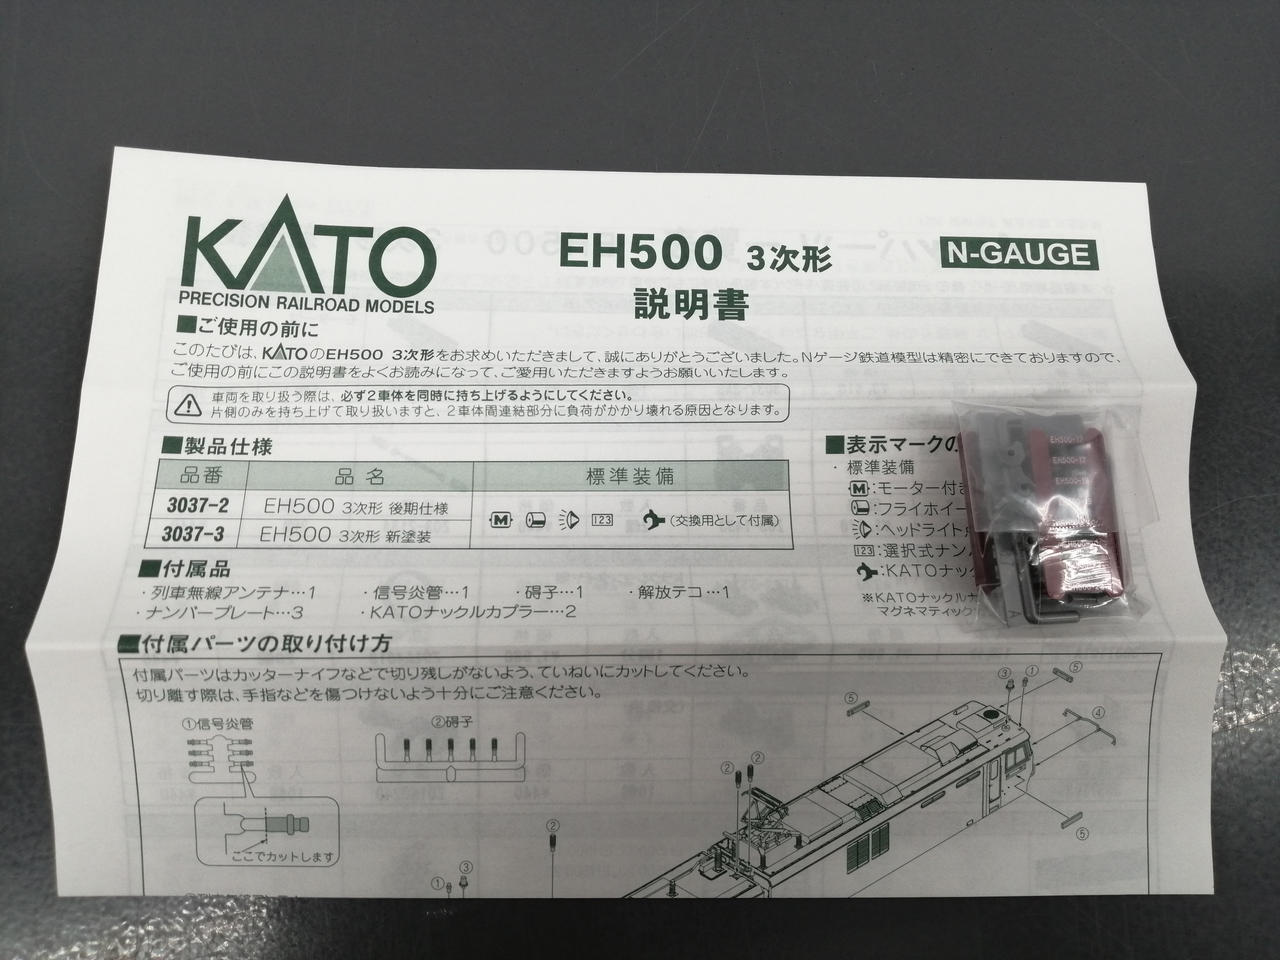 KATO
PRECISION RAILROAD MODELS
EH500 3次形
説明書
N-GAUGE
■ご使用の前に
このたびは、KATOのEH500 3次形をお求めいただきまして、誠にありがとうございました。Nゲージ鉄道模型は精密にできておりますので、
ご使用の前にこの説明書をよくお読みになって、ご愛用いただきますようお願いいたします。
車両を取り扱う際は、必ず2車体を同時に持ち上げるようにしてください。
片側のみを持ち上げて取り扱いますと、2車体間連結部分に負荷がかかり壊れる原因となります。
■製品仕様
品番 品名 標準装備
3037-2 EH500 3次形 後期仕様
3037-3 EH500 3次形 新塗装
M 123 (交換用として付属)
■表示マークの
・標準装備
M:モーター付き
:フライホイー
:ヘッドライト
123:選択式ナン
:KATOナック
※KATOナックル
マグネマティック
EH500-17
■付属品
・列車無線アンテナ…1 ・信号炎管…1 ・碍子…1 ・解放テコ…1
・ナンバープレート…3 ・KATOナックルカプラー…2
■付属パーツの取り付け方
付属パーツはカッターナイフなどで切り残しがないよう、ていねいにカットしてください。
切り離す際は、手指などを傷つけないよう十分にご注意ください。
①信号炎管
②碍子
ここでカットします
⑤
③
①
⑤
④
②
②
⑤
②
①
③